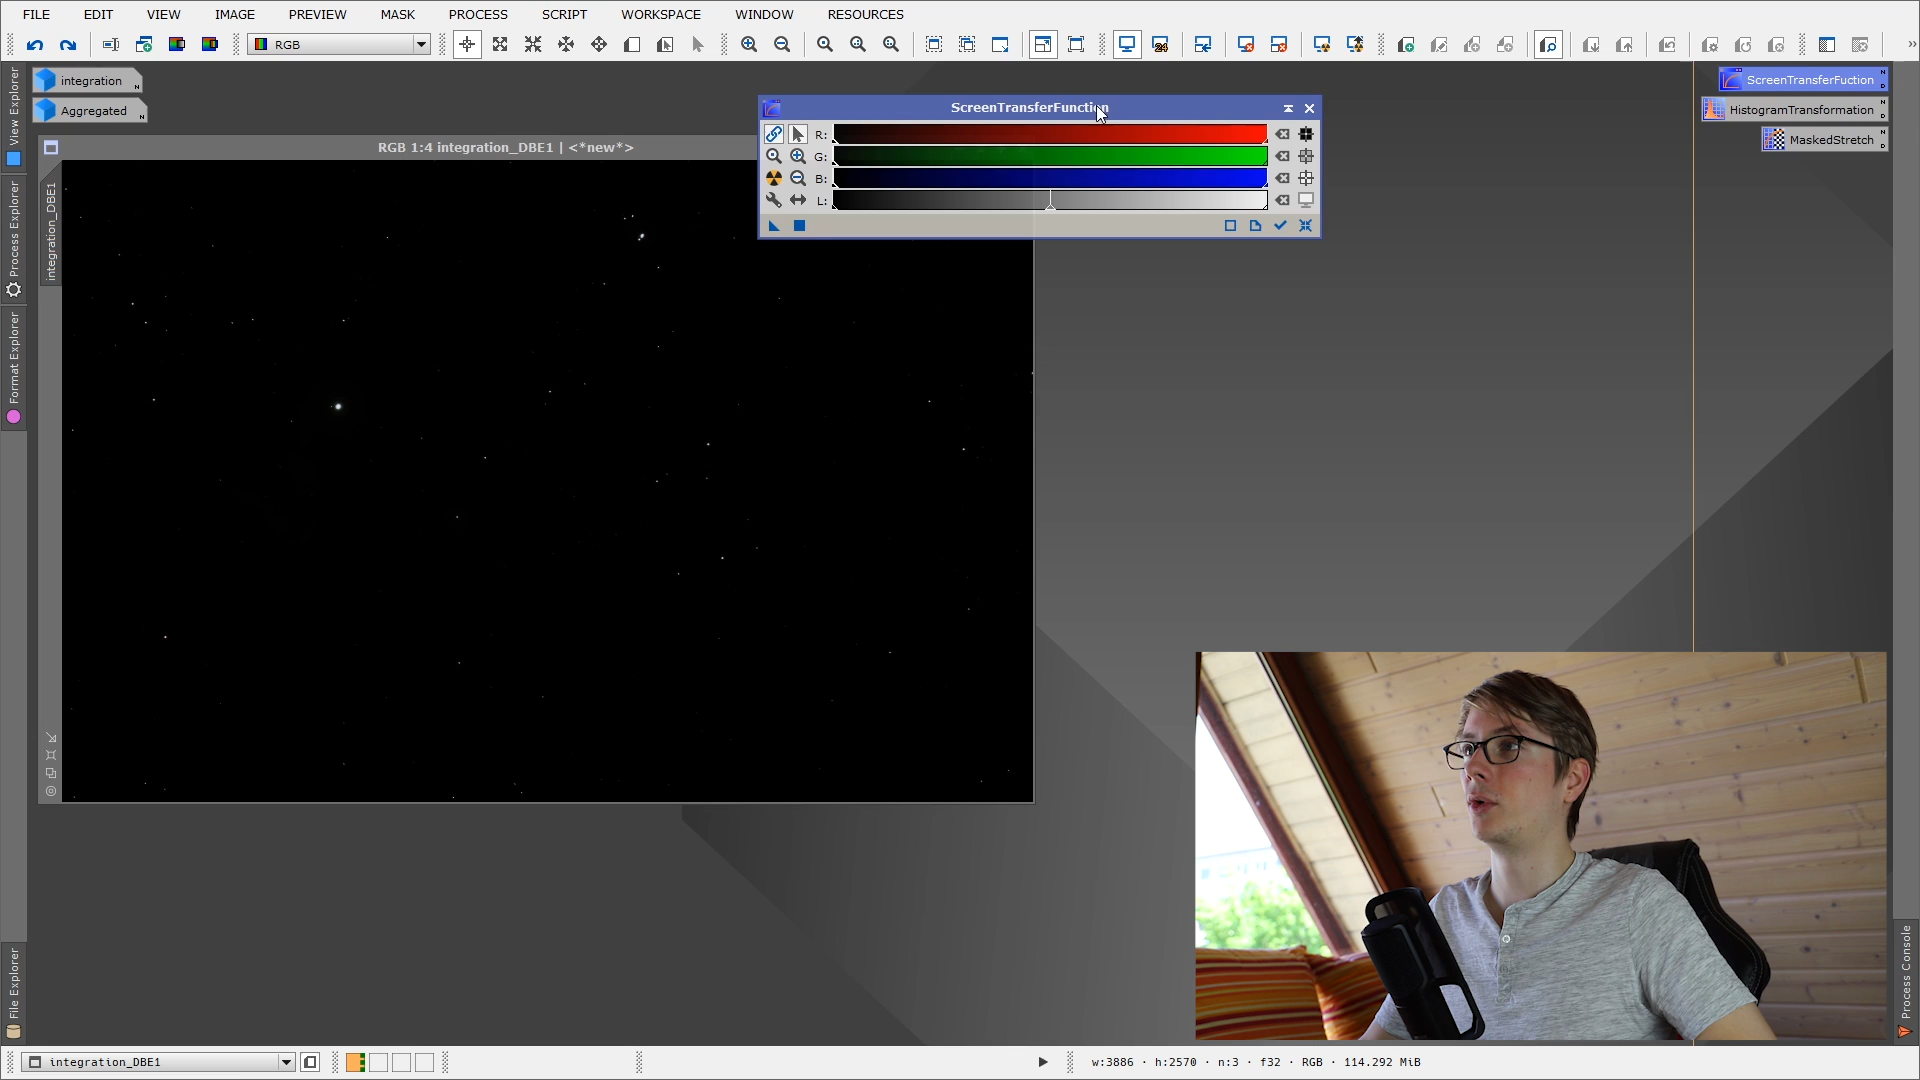 FILE EDIT VIEW IMAGE PREVIEW MASK PROCESS SCRIPT WORKSPACE WINDOW RESOURCES
RGB
24
View Explorer
Process Explorer
Format Explorer
File Explorer
integration
Aggregated
RGB 1:4 integration_DBE1 | <*new*>
integration_DBE1
ScreenTransferFunction
R:
G:
B:
L:
ScreenTransferFuction
HistogramTransformation
MaskedStretch
Process Console
integration_DBE1
w:3886 · h:2570 · n:3 · f32 · RGB · 114.292 MiB